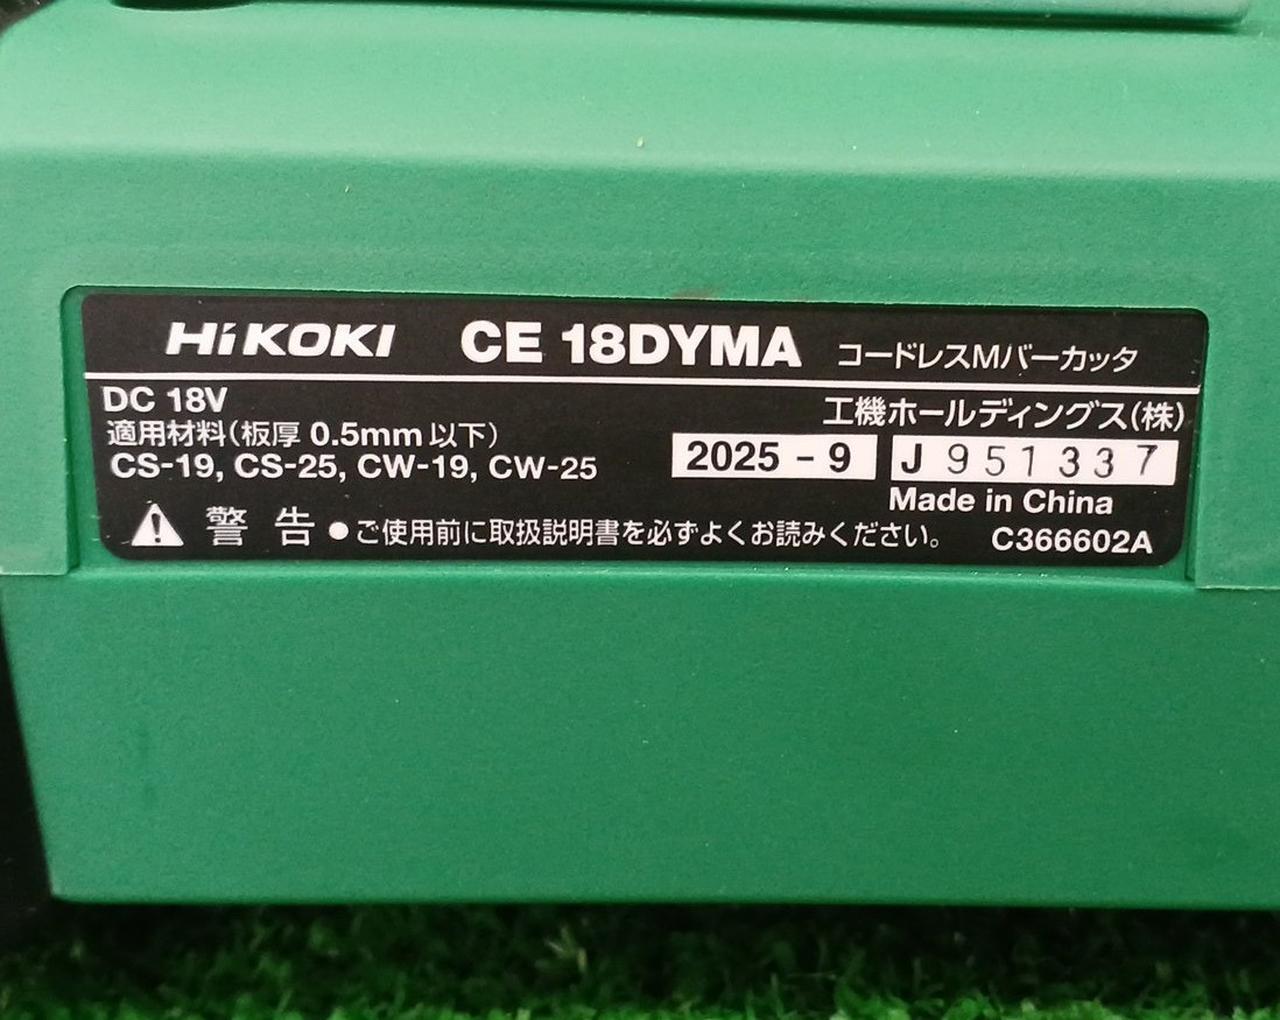 HiKOKI CE 18DYMA コードレスMバーカッタ
DC 18V 工機ホールディングス(株)
適用材料(板厚 0.5mm 以下)
CS-19, CS-25, CW-19, CW-25 2025 - 9 J 951337
Made in China
警告 ●ご使用前に取扱説明書を必ずよくお読みください。 C366602A